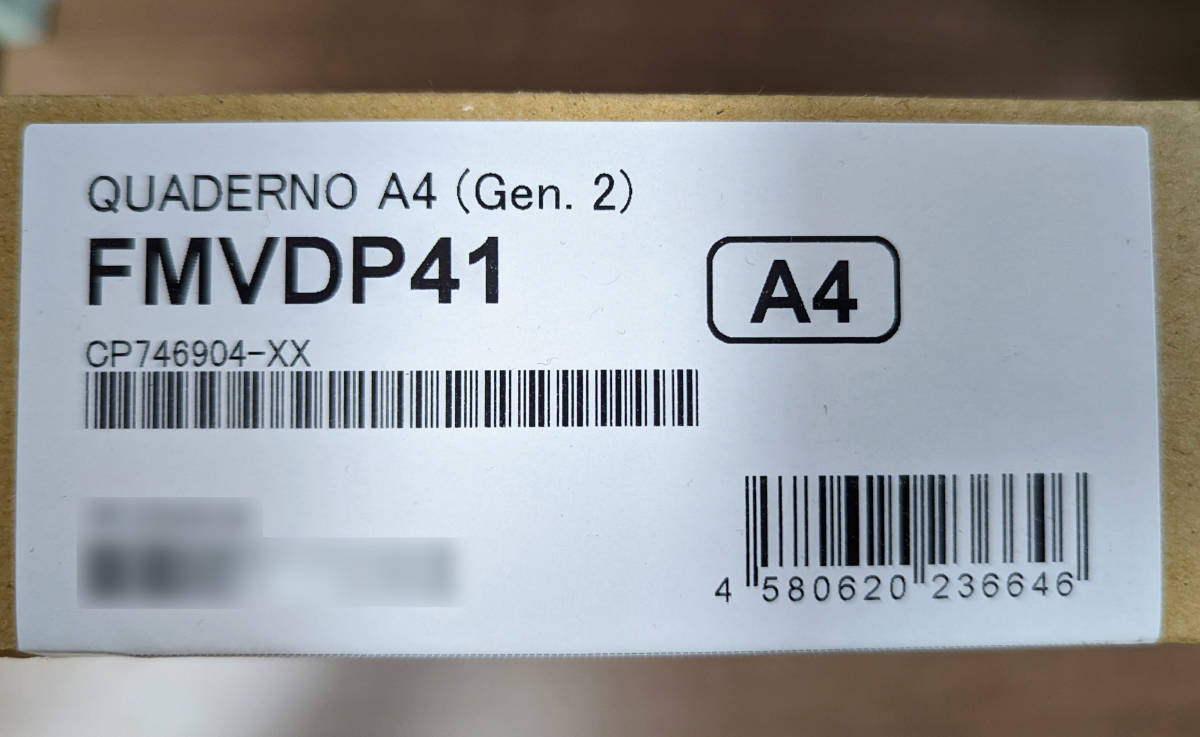 QUADERNO A4 (Gen. 2)
FMVDP41
A4
CP746904-XX
4 580620 236646